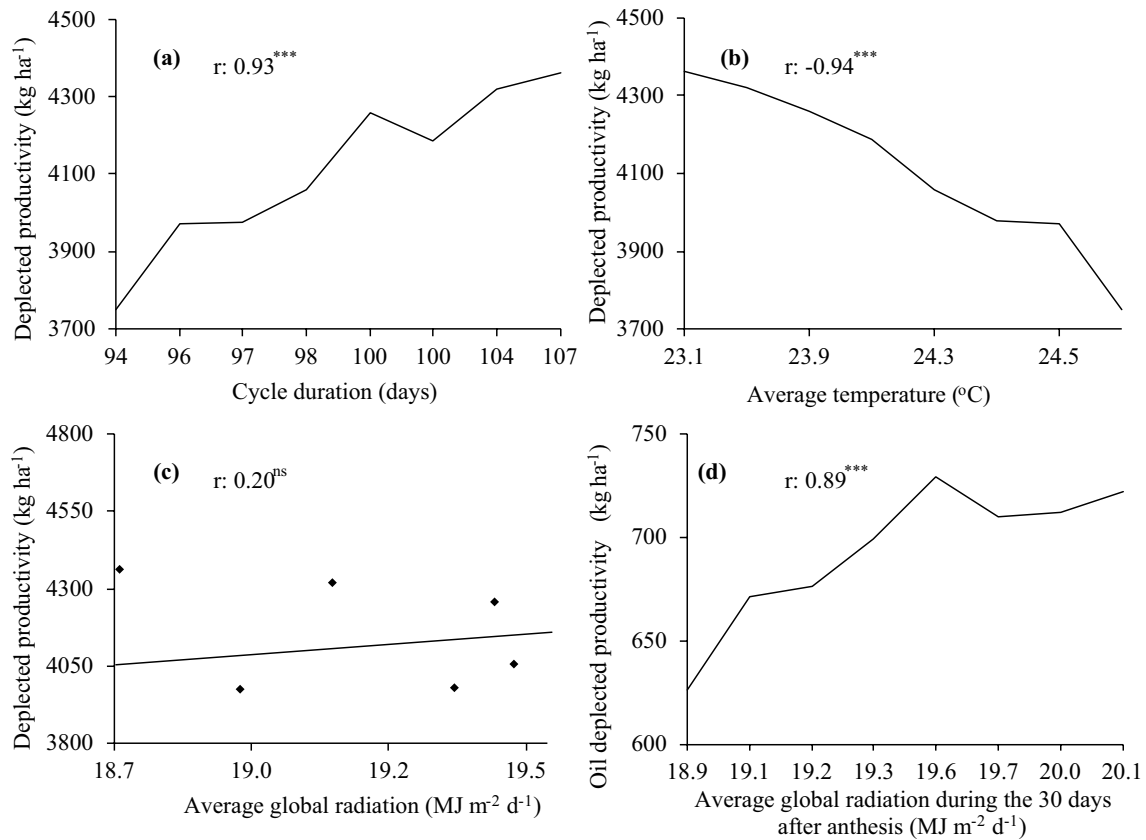 (a)
r: 0.93***
Deplected productivity (kg ha-1)
4500
4300
4100
3900
3700
94 96 97 98 100 100 104 107
Cycle duration (days)
(b)
r: -0.94***
Deplected productivity (kg ha-1)
4500
4300
4100
3900
3700
23.1 23.9 24.3 24.5
Average temperature (oC)
(c)
r: 0.20ns
Deplected productivity (kg ha-1)
4800
4550
4300
4050
3800
18.7 19.0 19.2 19.5
Average global radiation (MJ m-2 d-1)
(d)
r: 0.89***
Oil deplected productivity (kg ha-1)
750
700
650
600
18.9 19.1 19.2 19.3 19.6 19.7 20.0 20.1
Average global radiation during the 30 days
after anthesis (MJ m-2 d-1)